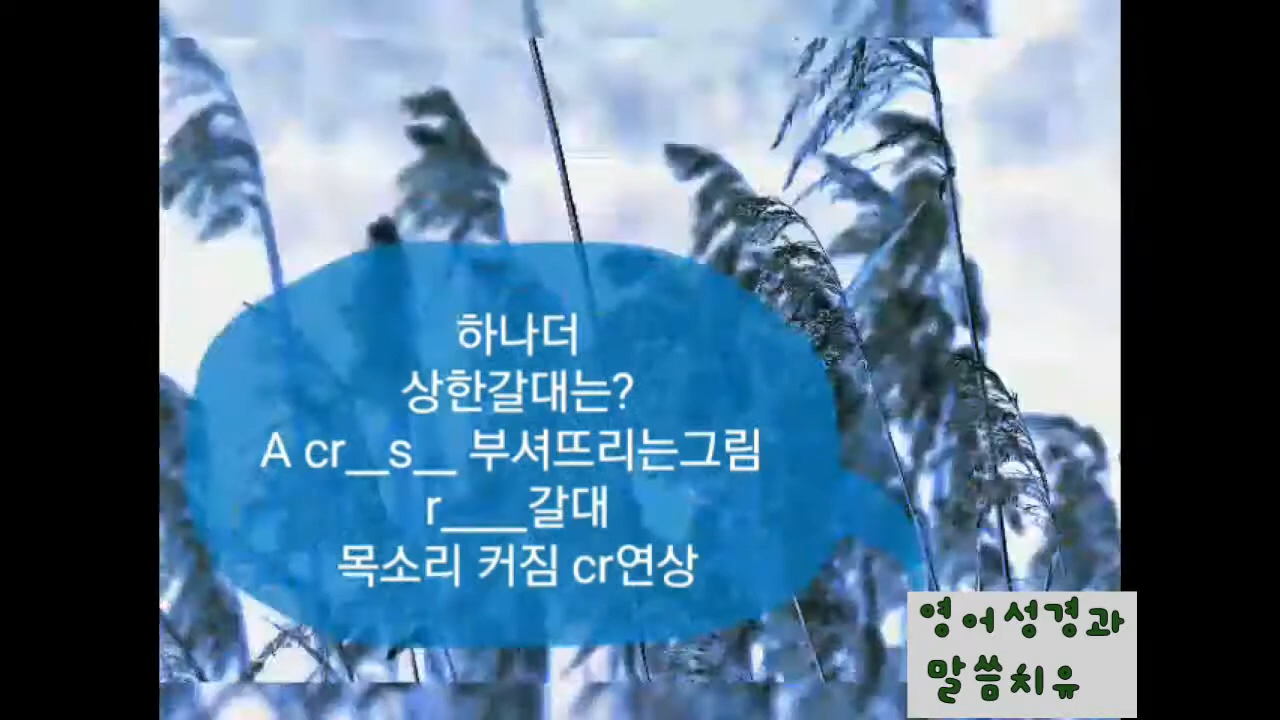 하나더
상한갈대는?
A cr__s__ 부셔뜨리는그림
r____갈대
목소리 커짐 cr연상
영어성경과
말씀치유